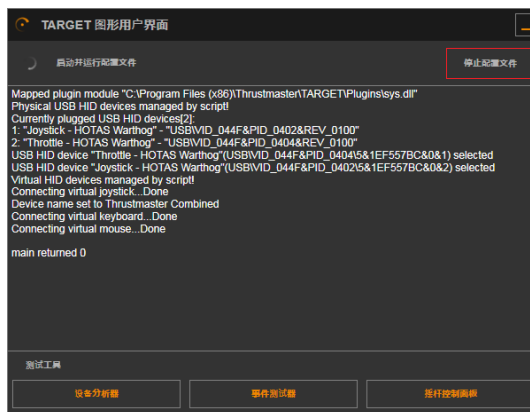 TARGET 图形用户界面
启动并运行配置文件
停止配置文件
Mapped plugin module "C:\Program Files (x86)\Thrustmaster\TARGET\Plugins\sys.dll"
Physical USB HID devices managed by script!
Currently plugged USB HID devices[2]:
1: "Joystick - HOTAS Warthog" - "USB\VID_044F&PID_0402&REV_0100"
2: "Throttle - HOTAS Warthog" - "USB\VID_044F&PID_0404&REV_0100"
USB HID device "Throttle - HOTAS Warthog"(USB\VID_044F&PID_0404\5&1EF557BC&0&1) selected
USB HID device "Joystick - HOTAS Warthog"(USB\VID_044F&PID_0402\5&1EF557BC&0&2) selected
Virtual HID devices managed by script!
Connecting virtual joystick...Done
Device name set to Thrustmaster Combined
Connecting virtual keyboard...Done
Connecting virtual mouse...Done
main returned 0
测试工具
设备分析器
事件测试器
摇杆控制面板